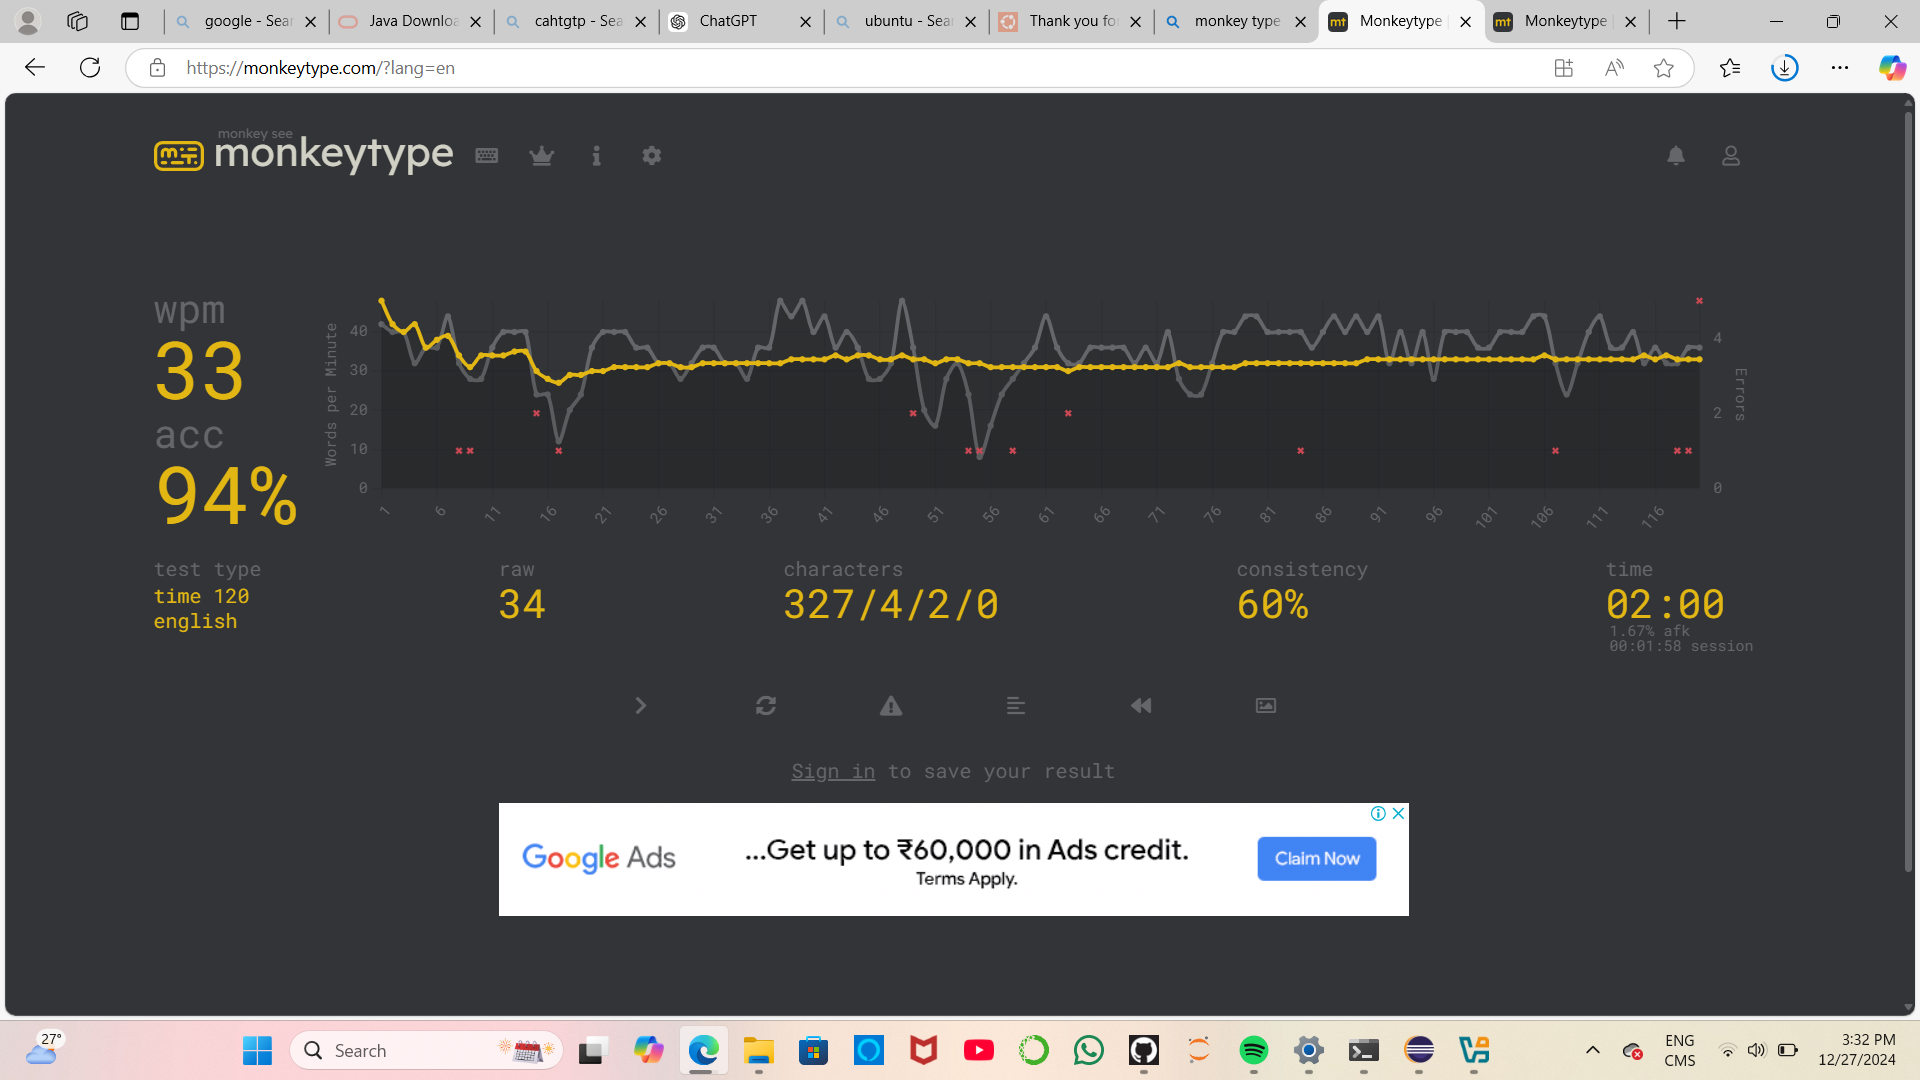 google - Sear
Java Downloa
cahtgtp - Sea
ChatGPT
ubuntu - Sear
Thank you fo
monkey type
mt Monkeytype
mt Monkeytype
https://monkeytype.com/?lang=en
monkey see
monkeytype
wpm
33
acc
94%
Words per Minute
40
30
20
10
0
4
2
0
Errors
1 6 11 16 21 26 31 36 41 46 51 56 61 66 71 76 81 86 91 96 101 106 111 116
test type
time 120
english
raw
34
characters
327/4/2/0
consistency
60%
time
02:00
1.67% afk
00:01:58 session
Sign in to save your result
Google Ads
...Get up to ₹60,000 in Ads credit.
Terms Apply.
Claim Now
27°
Search
ENG
CMS
3:32 PM
12/27/2024